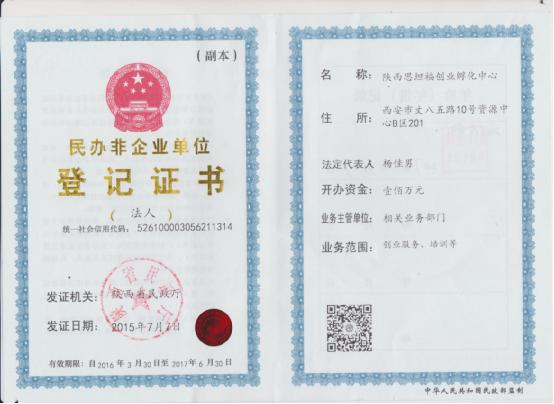 (副本)
民办非企业单位
登记证书
(法人)
统一社会信用代码：526100003056211314
发证机关：陕西省民政厅
发证日期：2015年7月7日
有效期限：自2016年3月30日至2017年6月30日
名称：陕西思坦福创业孵化中心
住所：西安市丈八五路10号资源中
心B区201
法定代表人 杨佳男
开办资金：壹佰万元
业务主管单位：相关业务部门
业务范围：创业服务、培训等
中华人民共和国民政部监制